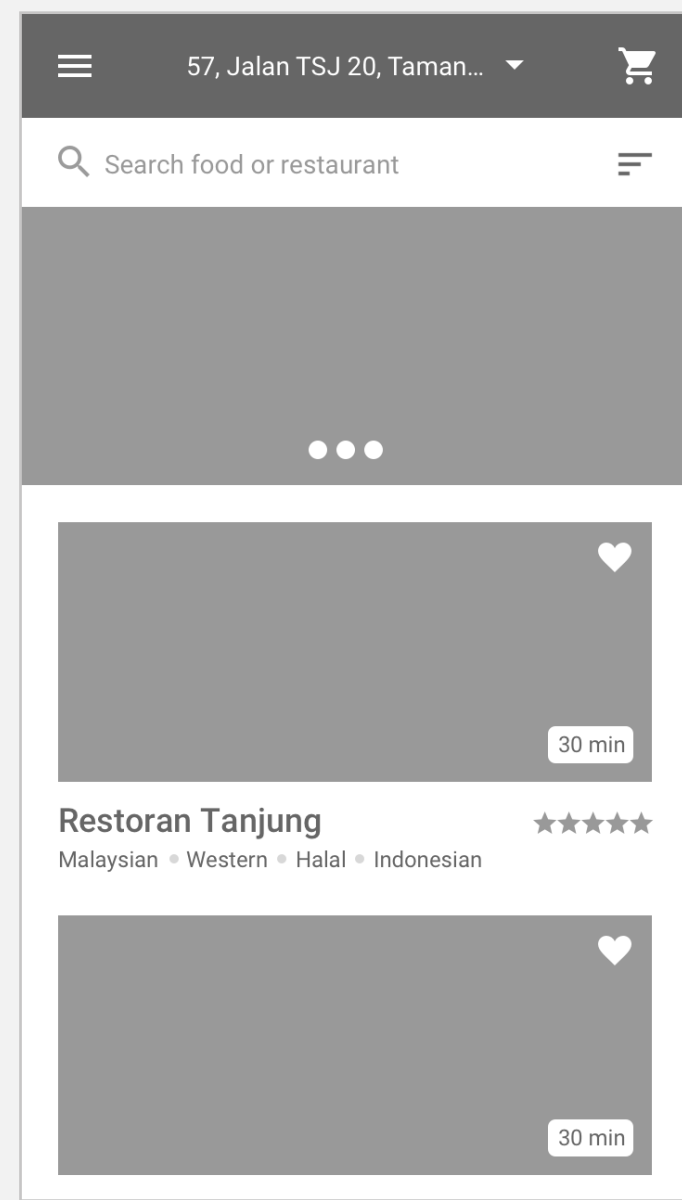 57, Jalan TSJ 20, Taman...
Search food or restaurant
30 min
Restoran Tanjung
Malaysian Western Halal Indonesian
30 min